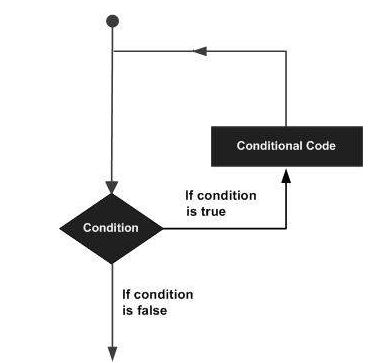 Conditional Code
If condition
is true
Condition
If condition
is false